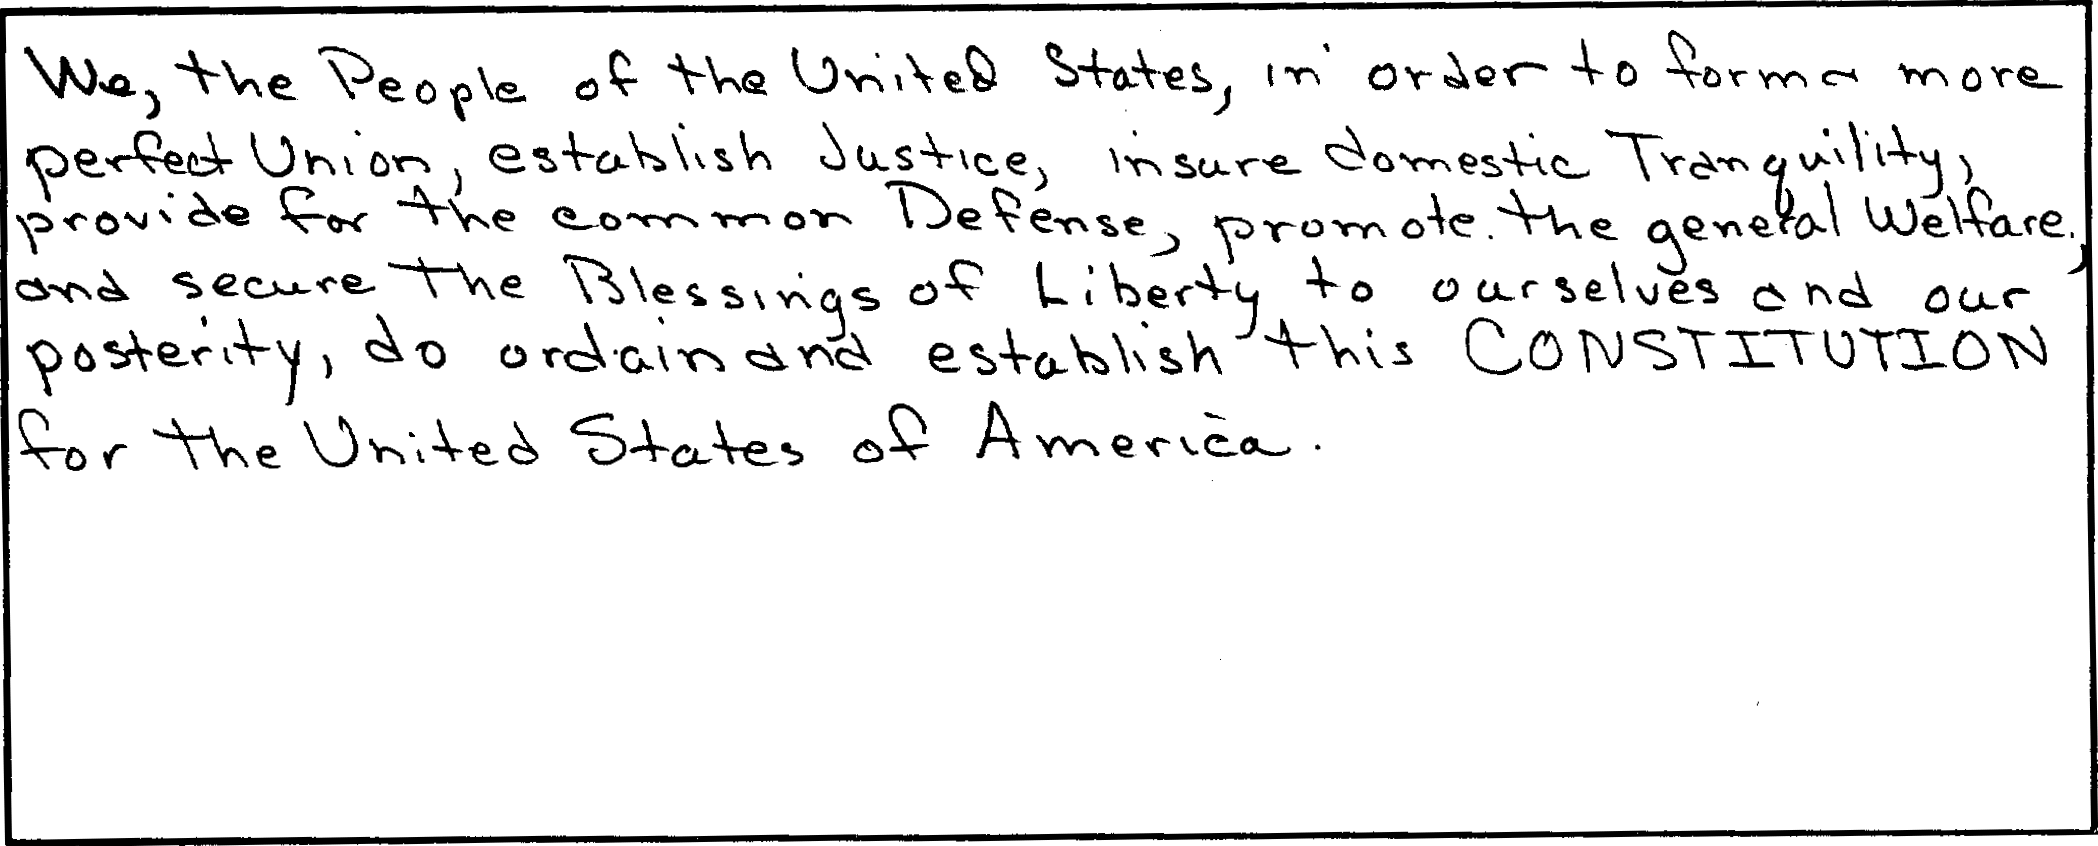 We, the People of the United States, in order to form a more
perfect Union, establish Justice, insure domestic Tranquility,
provide for the common Defense, promote the general Welfare,
and secure the Blessings of Liberty to ourselves and our
posterity, do ordain and establish this CONSTITUTION
for the United States of America.